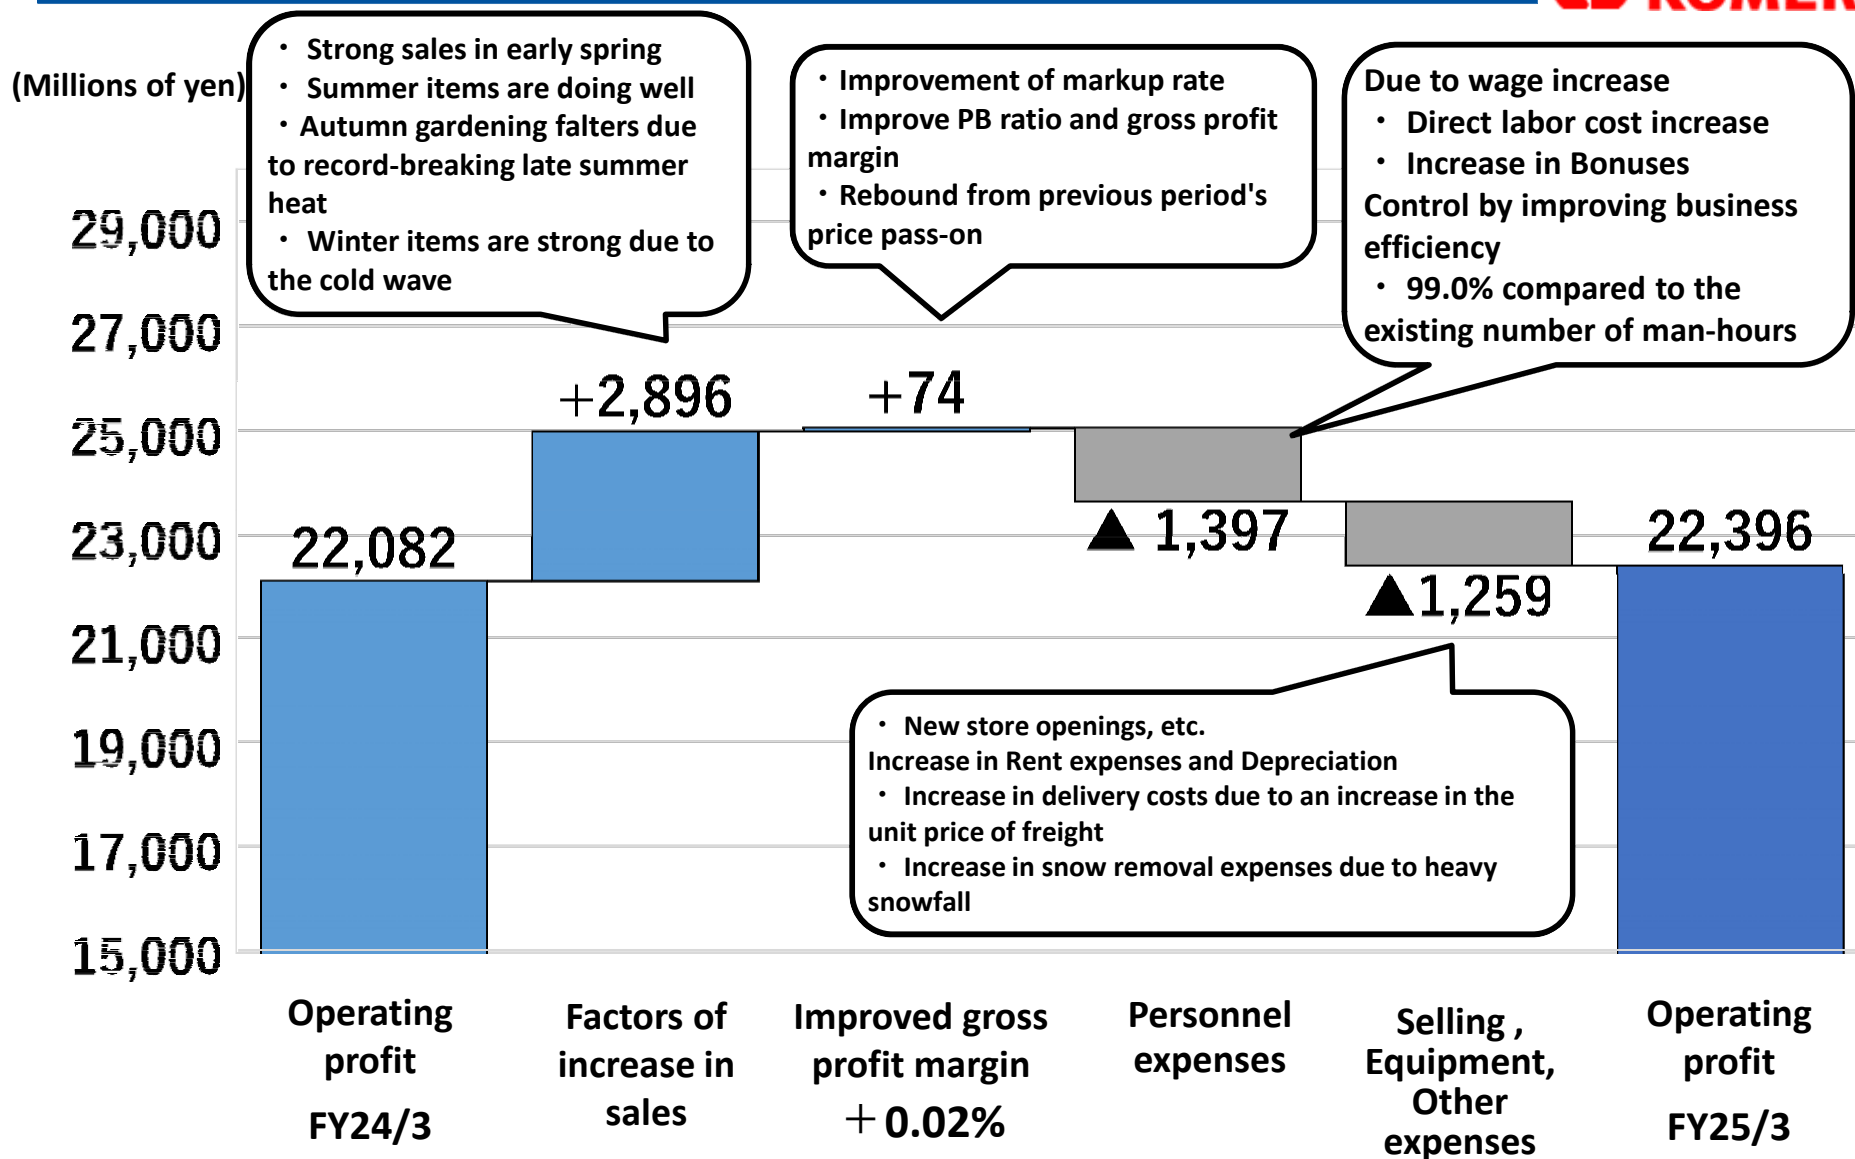 (Millions of yen)
・ Strong sales in early spring
・ Summer items are doing well
・Autumn gardening falters due
to record-breaking late summer
heat
・ Winter items are strong due to
the cold wave
・Improvement of markup rate
・Improve PB ratio and gross profit
margin
・Rebound from previous period's
price pass-on
Due to wage increase
・ Direct labor cost increase
・ Increase in Bonuses
Control by improving business
efficiency
・ 99.0% compared to the
existing number of man-hours
29,000
27,000
25,000
23,000
21,000
19,000
17,000
15,000
22,082
+2,896
+74
▲ 1,397
▲1,259
22,396
・ New store openings, etc.
Increase in Rent expenses and Depreciation
・ Increase in delivery costs due to an increase in the
unit price of freight
・ Increase in snow removal expenses due to heavy
snowfall
Operating
profit
FY24/3
Factors of
increase in
sales
Improved gross
profit margin
+0.02%
Personnel
expenses
Selling ,
Equipment,
Other
expenses
Operating
profit
FY25/3